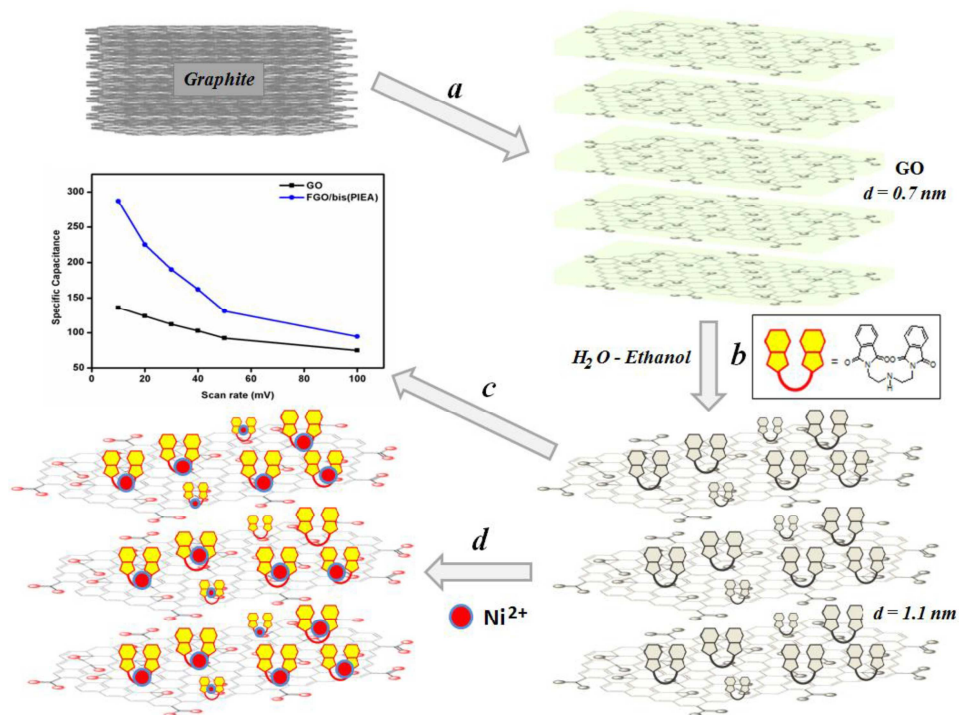 Graphite
a
GO
d = 0.7 nm
GO
FGO/bis(PIEA)
300
250
200
150
100
50
0
20
40
60
80
100
Specific Capacitance
Scan rate (mV)
H2O - Ethanol
b
=
O
N
O
O
N
O
N
H
c
d
Ni2+
d = 1.1 nm